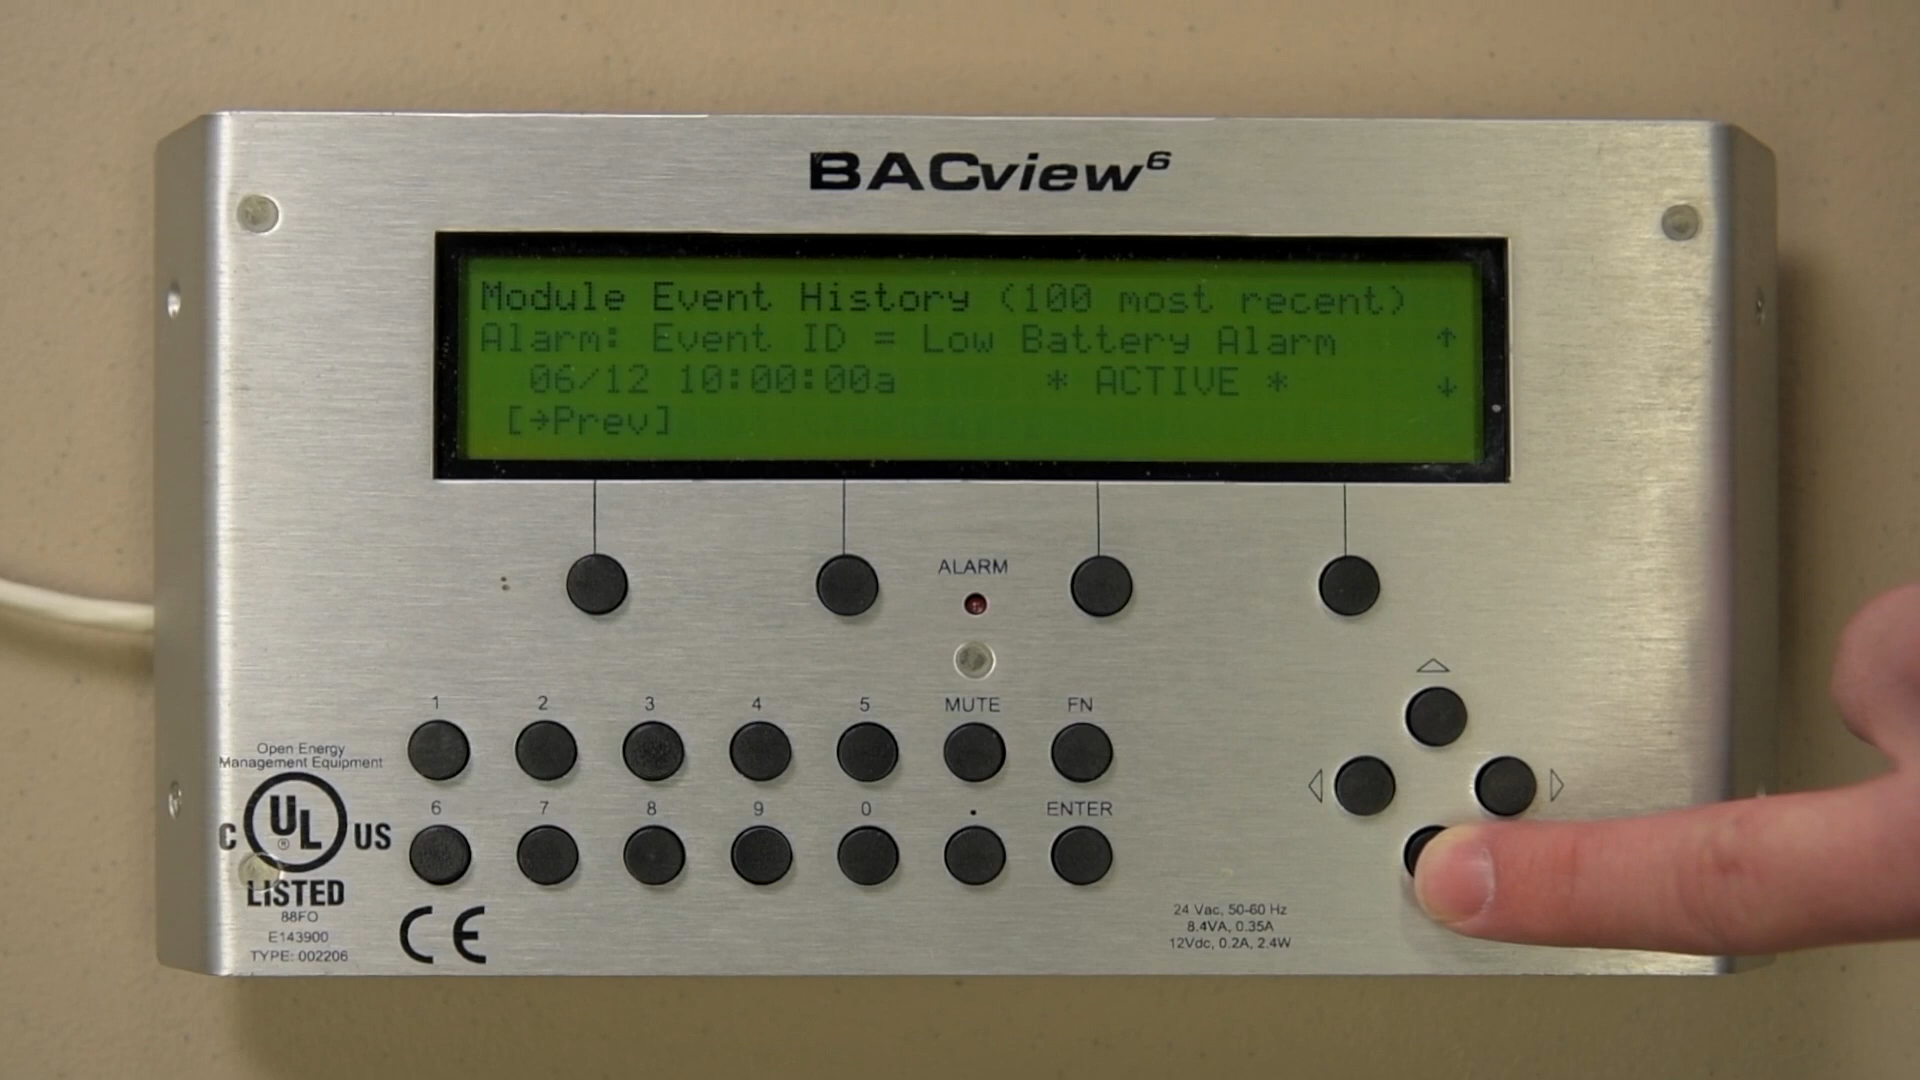 BACview⁶
Module Event History (100 most recent)
Alarm: Event ID = Low Battery Alarm ↑
06/12 10:00:00a * ACTIVE * ↓
[→Prev]
ALARM
1 2 3 4 5 MUTE FN
6 7 8 9 0 . ENTER
Open Energy
Management Equipment
C UL ® US
LISTED
88FO
E143900
TYPE: 002206
CE
24 Vac, 50-60 Hz
8.4VA, 0.35A
12Vdc, 0.2A, 2.4W